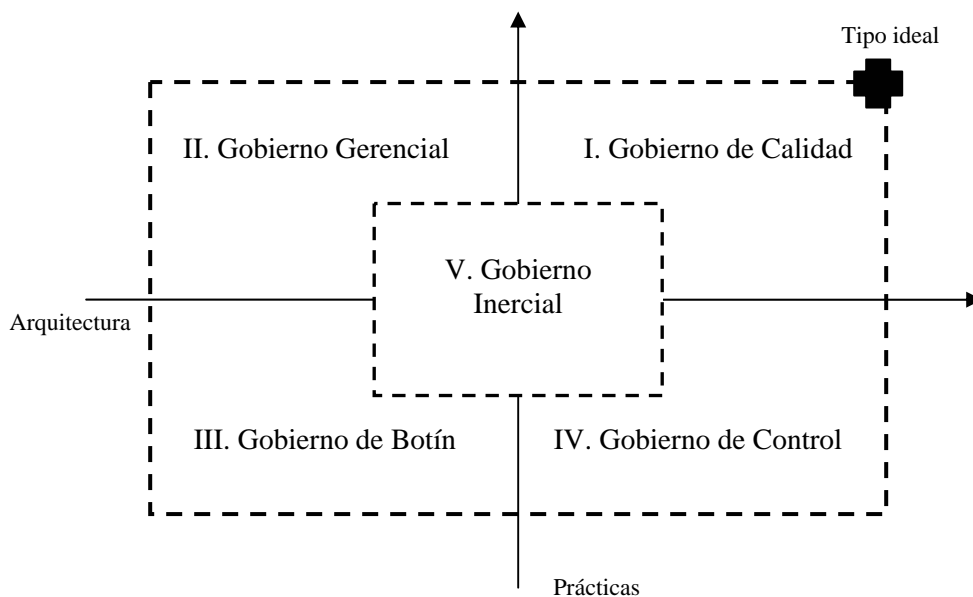 Tipo ideal
II. Gobierno Gerencial
I. Gobierno de Calidad
V. Gobierno
Inercial
Arquitectura
III. Gobierno de Botín
IV. Gobierno de Control
Prácticas